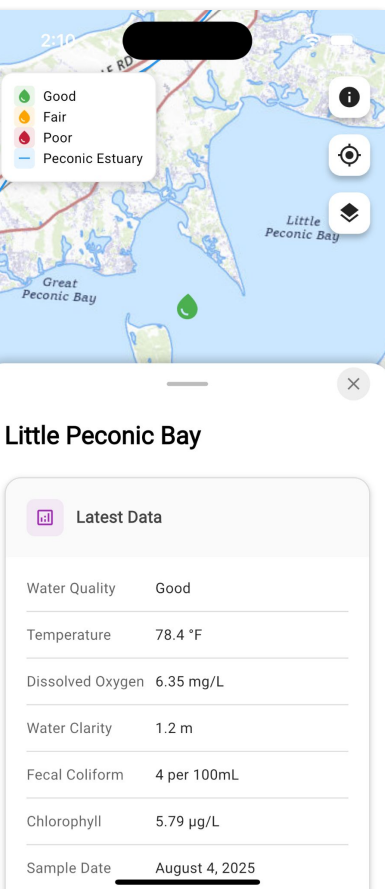 2:10
E RD
Good
Fair
Poor
Peconic Estuary
Little
Peconic Bay
Great
Peconic Bay
Little Peconic Bay
Latest Data
Water Quality Good
Temperature 78.4 °F
Dissolved Oxygen 6.35 mg/L
Water Clarity 1.2 m
Fecal Coliform 4 per 100mL
Chlorophyll 5.79 µg/L
Sample Date August 4, 2025